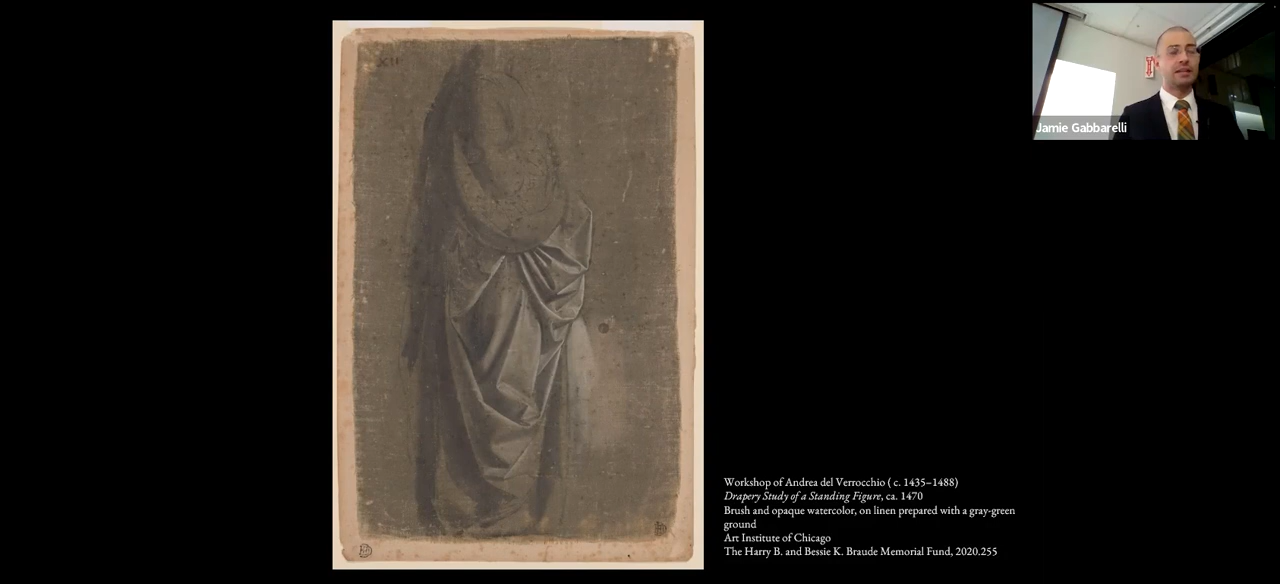 Jamie Gabbarelli
Workshop of Andrea del Verrocchio ( c. 1435–1488)
Drapery Study of a Standing Figure, ca. 1470
Brush and opaque watercolor, on linen prepared with a gray-green
ground
Art Institute of Chicago
The Harry B. and Bessie K. Braude Memorial Fund, 2020.255